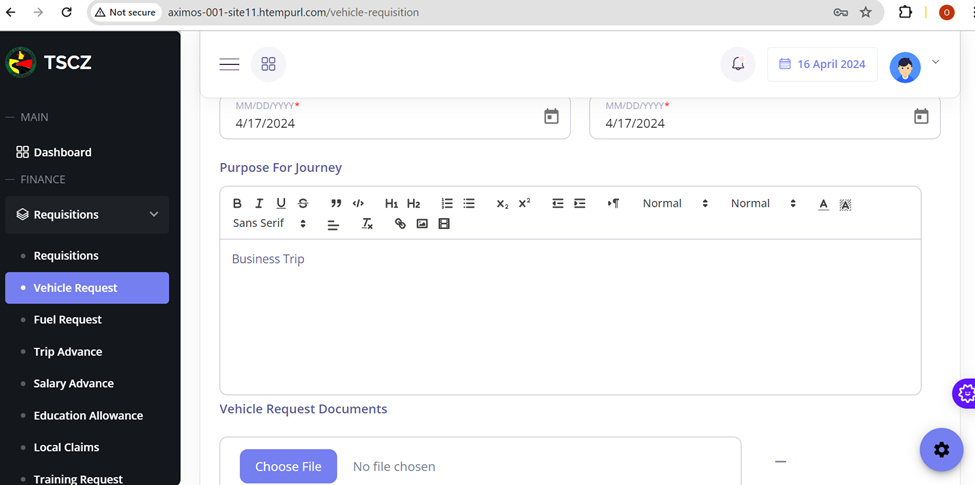 Not secure aximos-001-site11.htempurl.com/vehicle-requisition O
TSCZ
MAIN
Dashboard
FINANCE
Requisitions
Requisitions
Vehicle Request
Fuel Request
Trip Advance
Salary Advance
Education Allowance
Local Claims
Training Request
16 April 2024
MM/DD/YYYY* MM/DD/YYYY*
4/17/2024 4/17/2024
Purpose For Journey
B I U S H1 H2 X2 X2 Normal Normal A A
Sans Serif Tx
Business Trip
Vehicle Request Documents
Choose File No file chosen